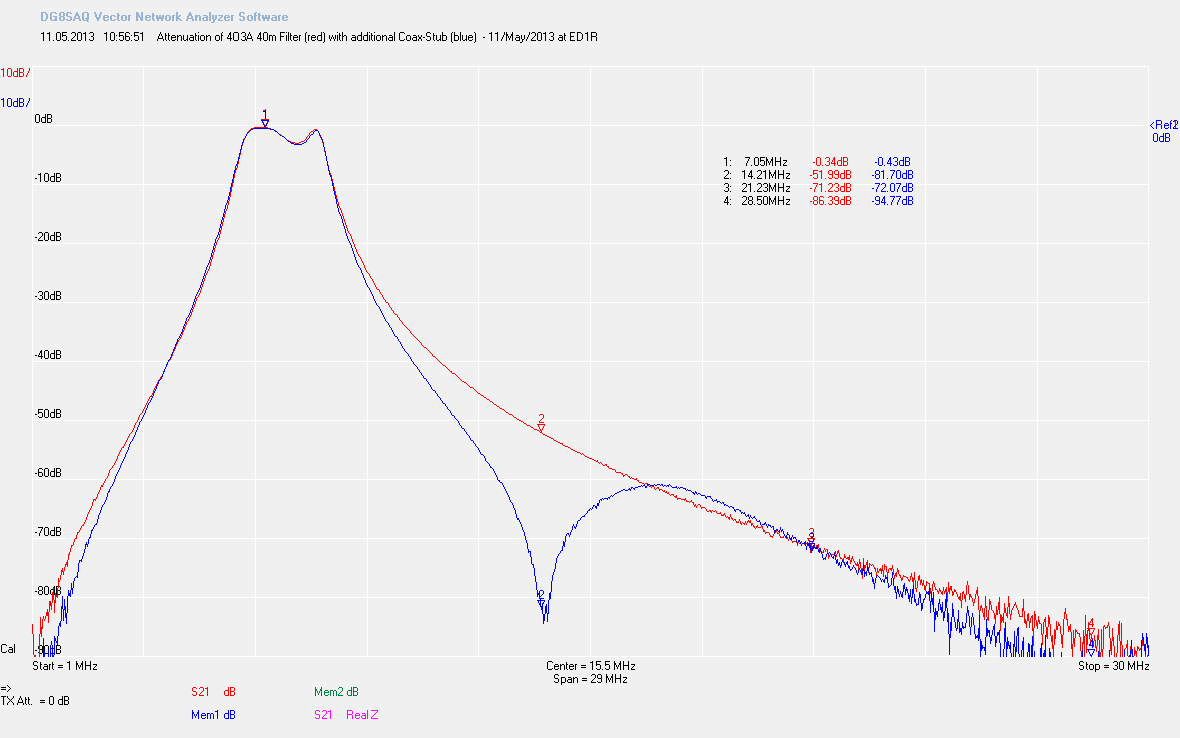 DG8SAQ Vector Network Analyzer Software
11.05.2013 10:56:51 Attenuation of 4O3A 40m Filter (red) with additional Coax-Stub (blue) - 11/May/2013 at ED1R
10dB/
10dB/
0dB
1
<Ref2
0dB
1: 7.05MHz -0.34dB -0.43dB
2: 14.21MHz -51.99dB -81.70dB
3: 21.23MHz -71.23dB -72.07dB
4: 28.50MHz -86.39dB -94.77dB
-10dB
-20dB
-30dB
-40dB
-50dB
2
-60dB
-70dB
3
-80dB
2
4
4
-90dB
Cal
Start = 1 MHz Center = 15.5 MHz Stop = 30 MHz
Span = 29 MHz
=>
TX Att. = 0 dB
S21 dB Mem2 dB
Mem1 dB S21 Real Z